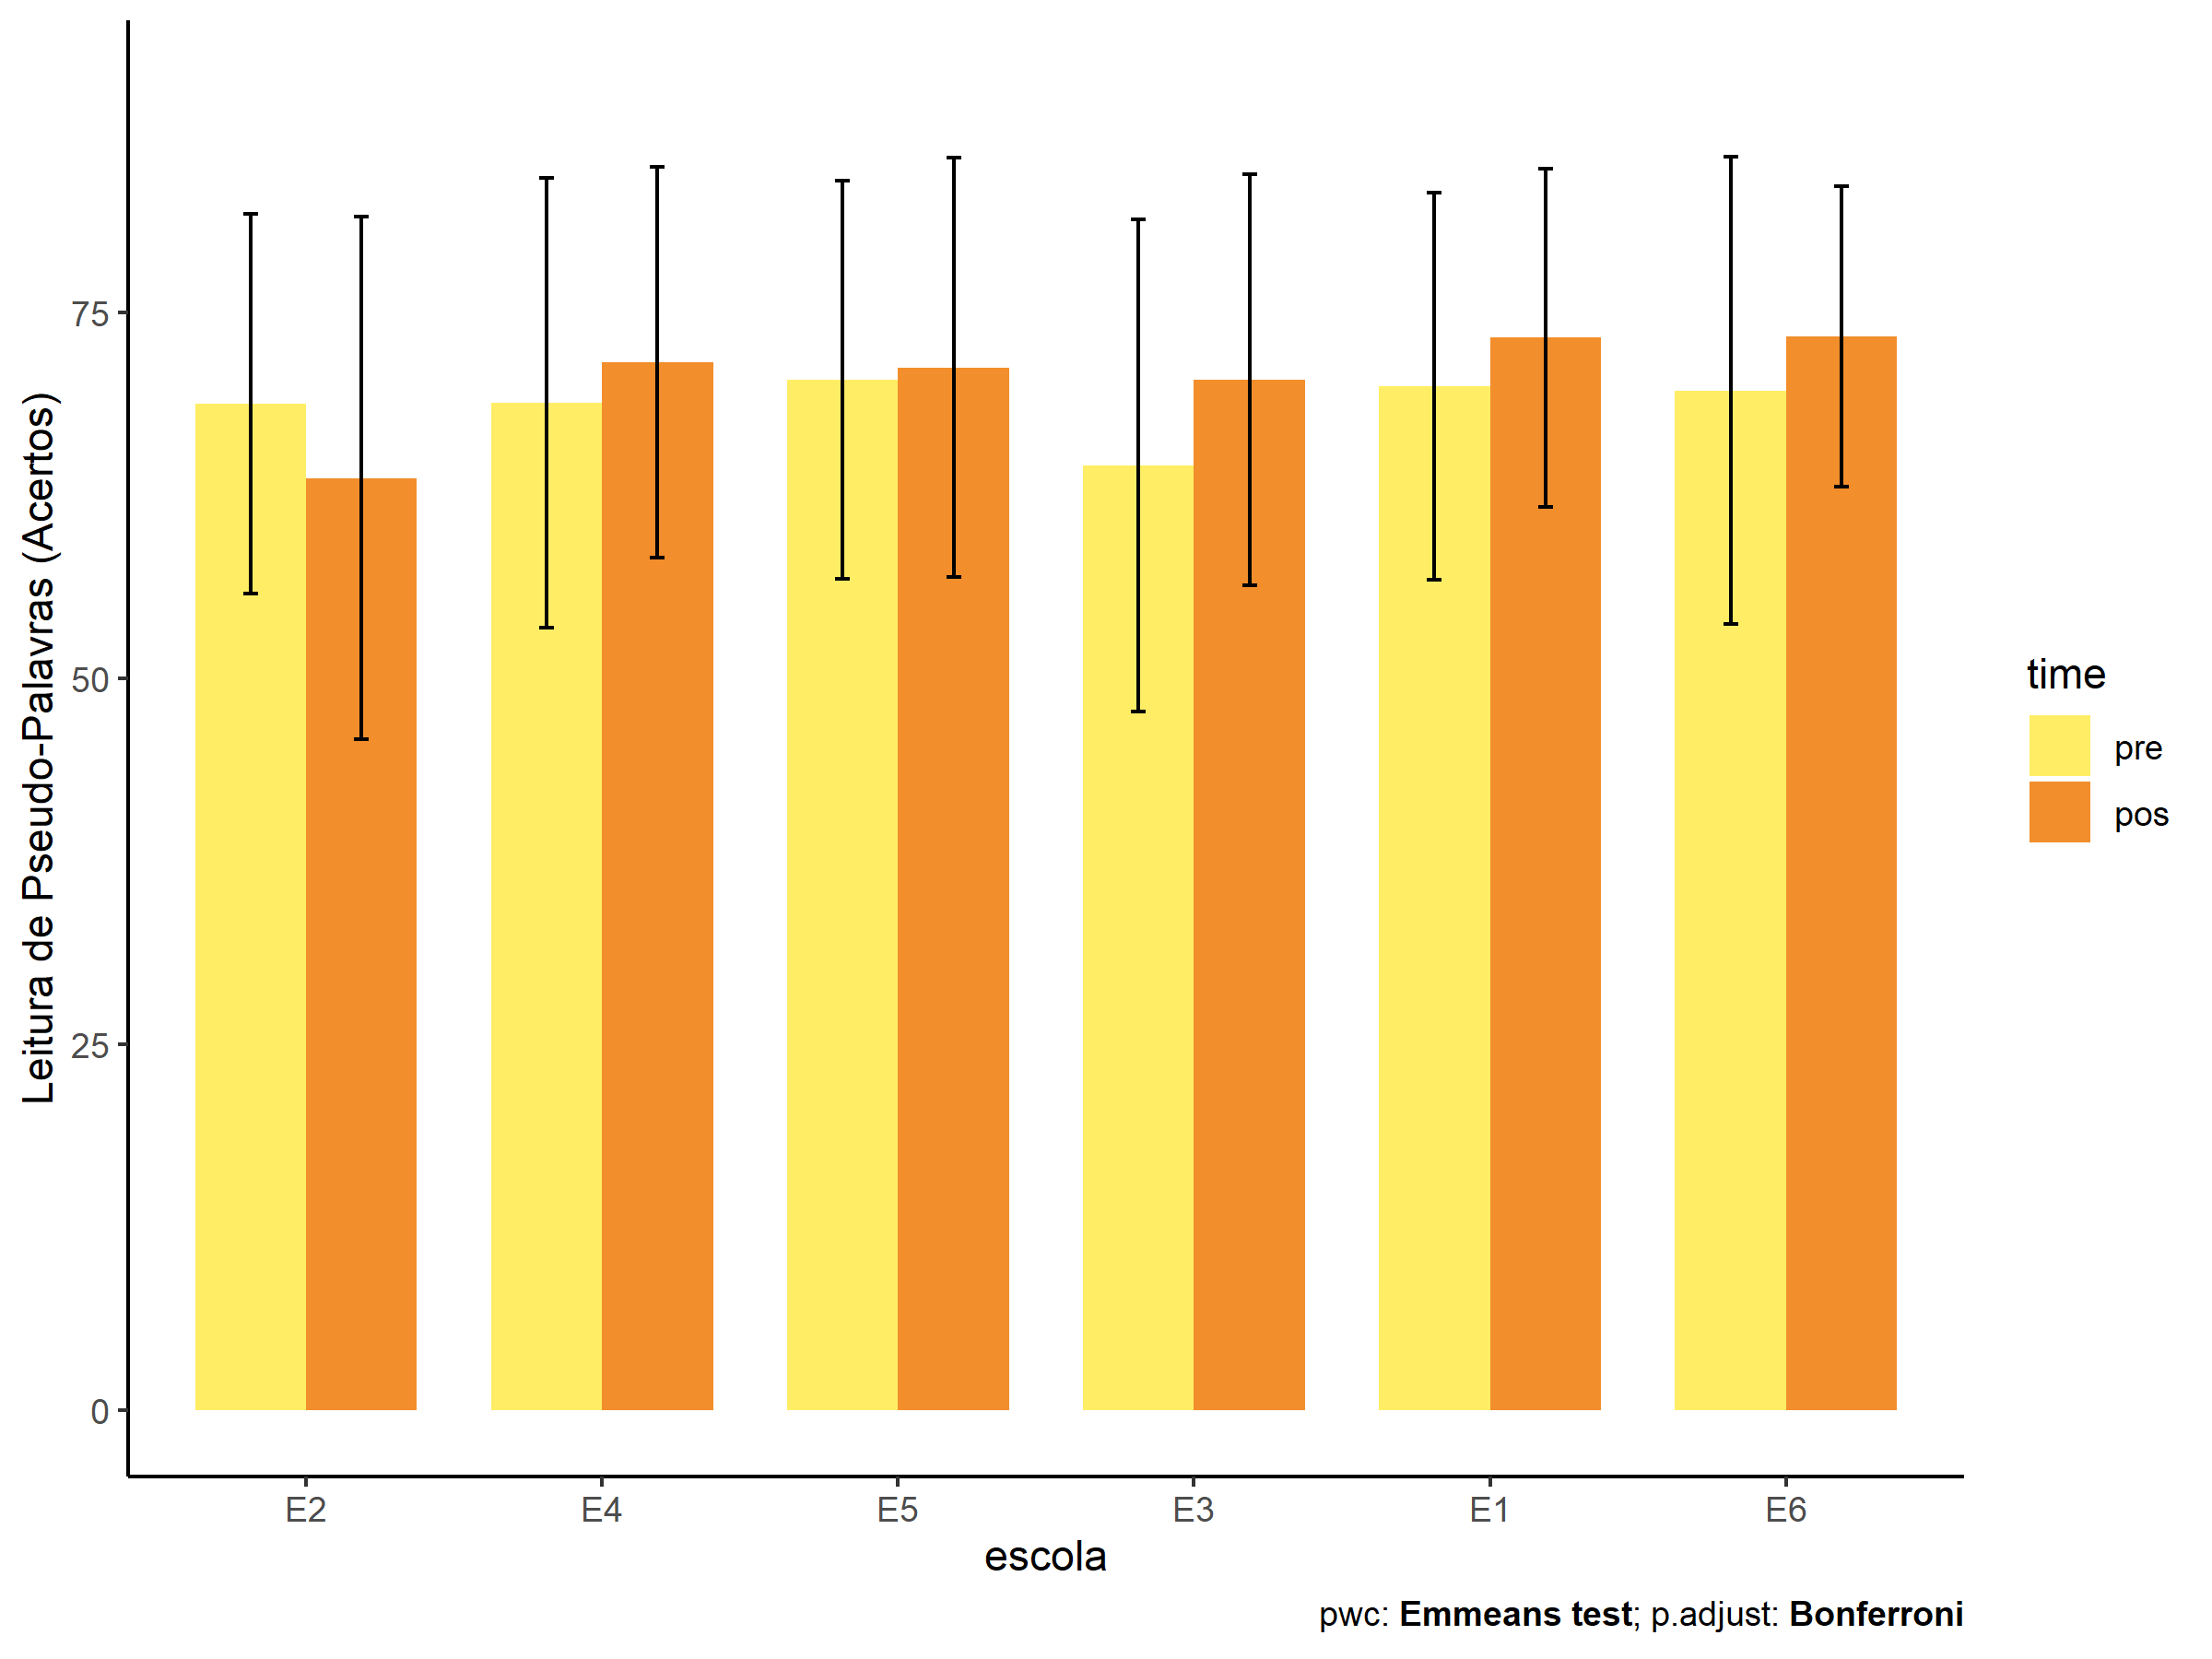 Leitura de Pseudo-Palavras (Acertos)
75
50
25
0
E2 E4 E5 E3 E1 E6
escola
time
pre
pos
pwc: Emmeans test; p.adjust: Bonferroni